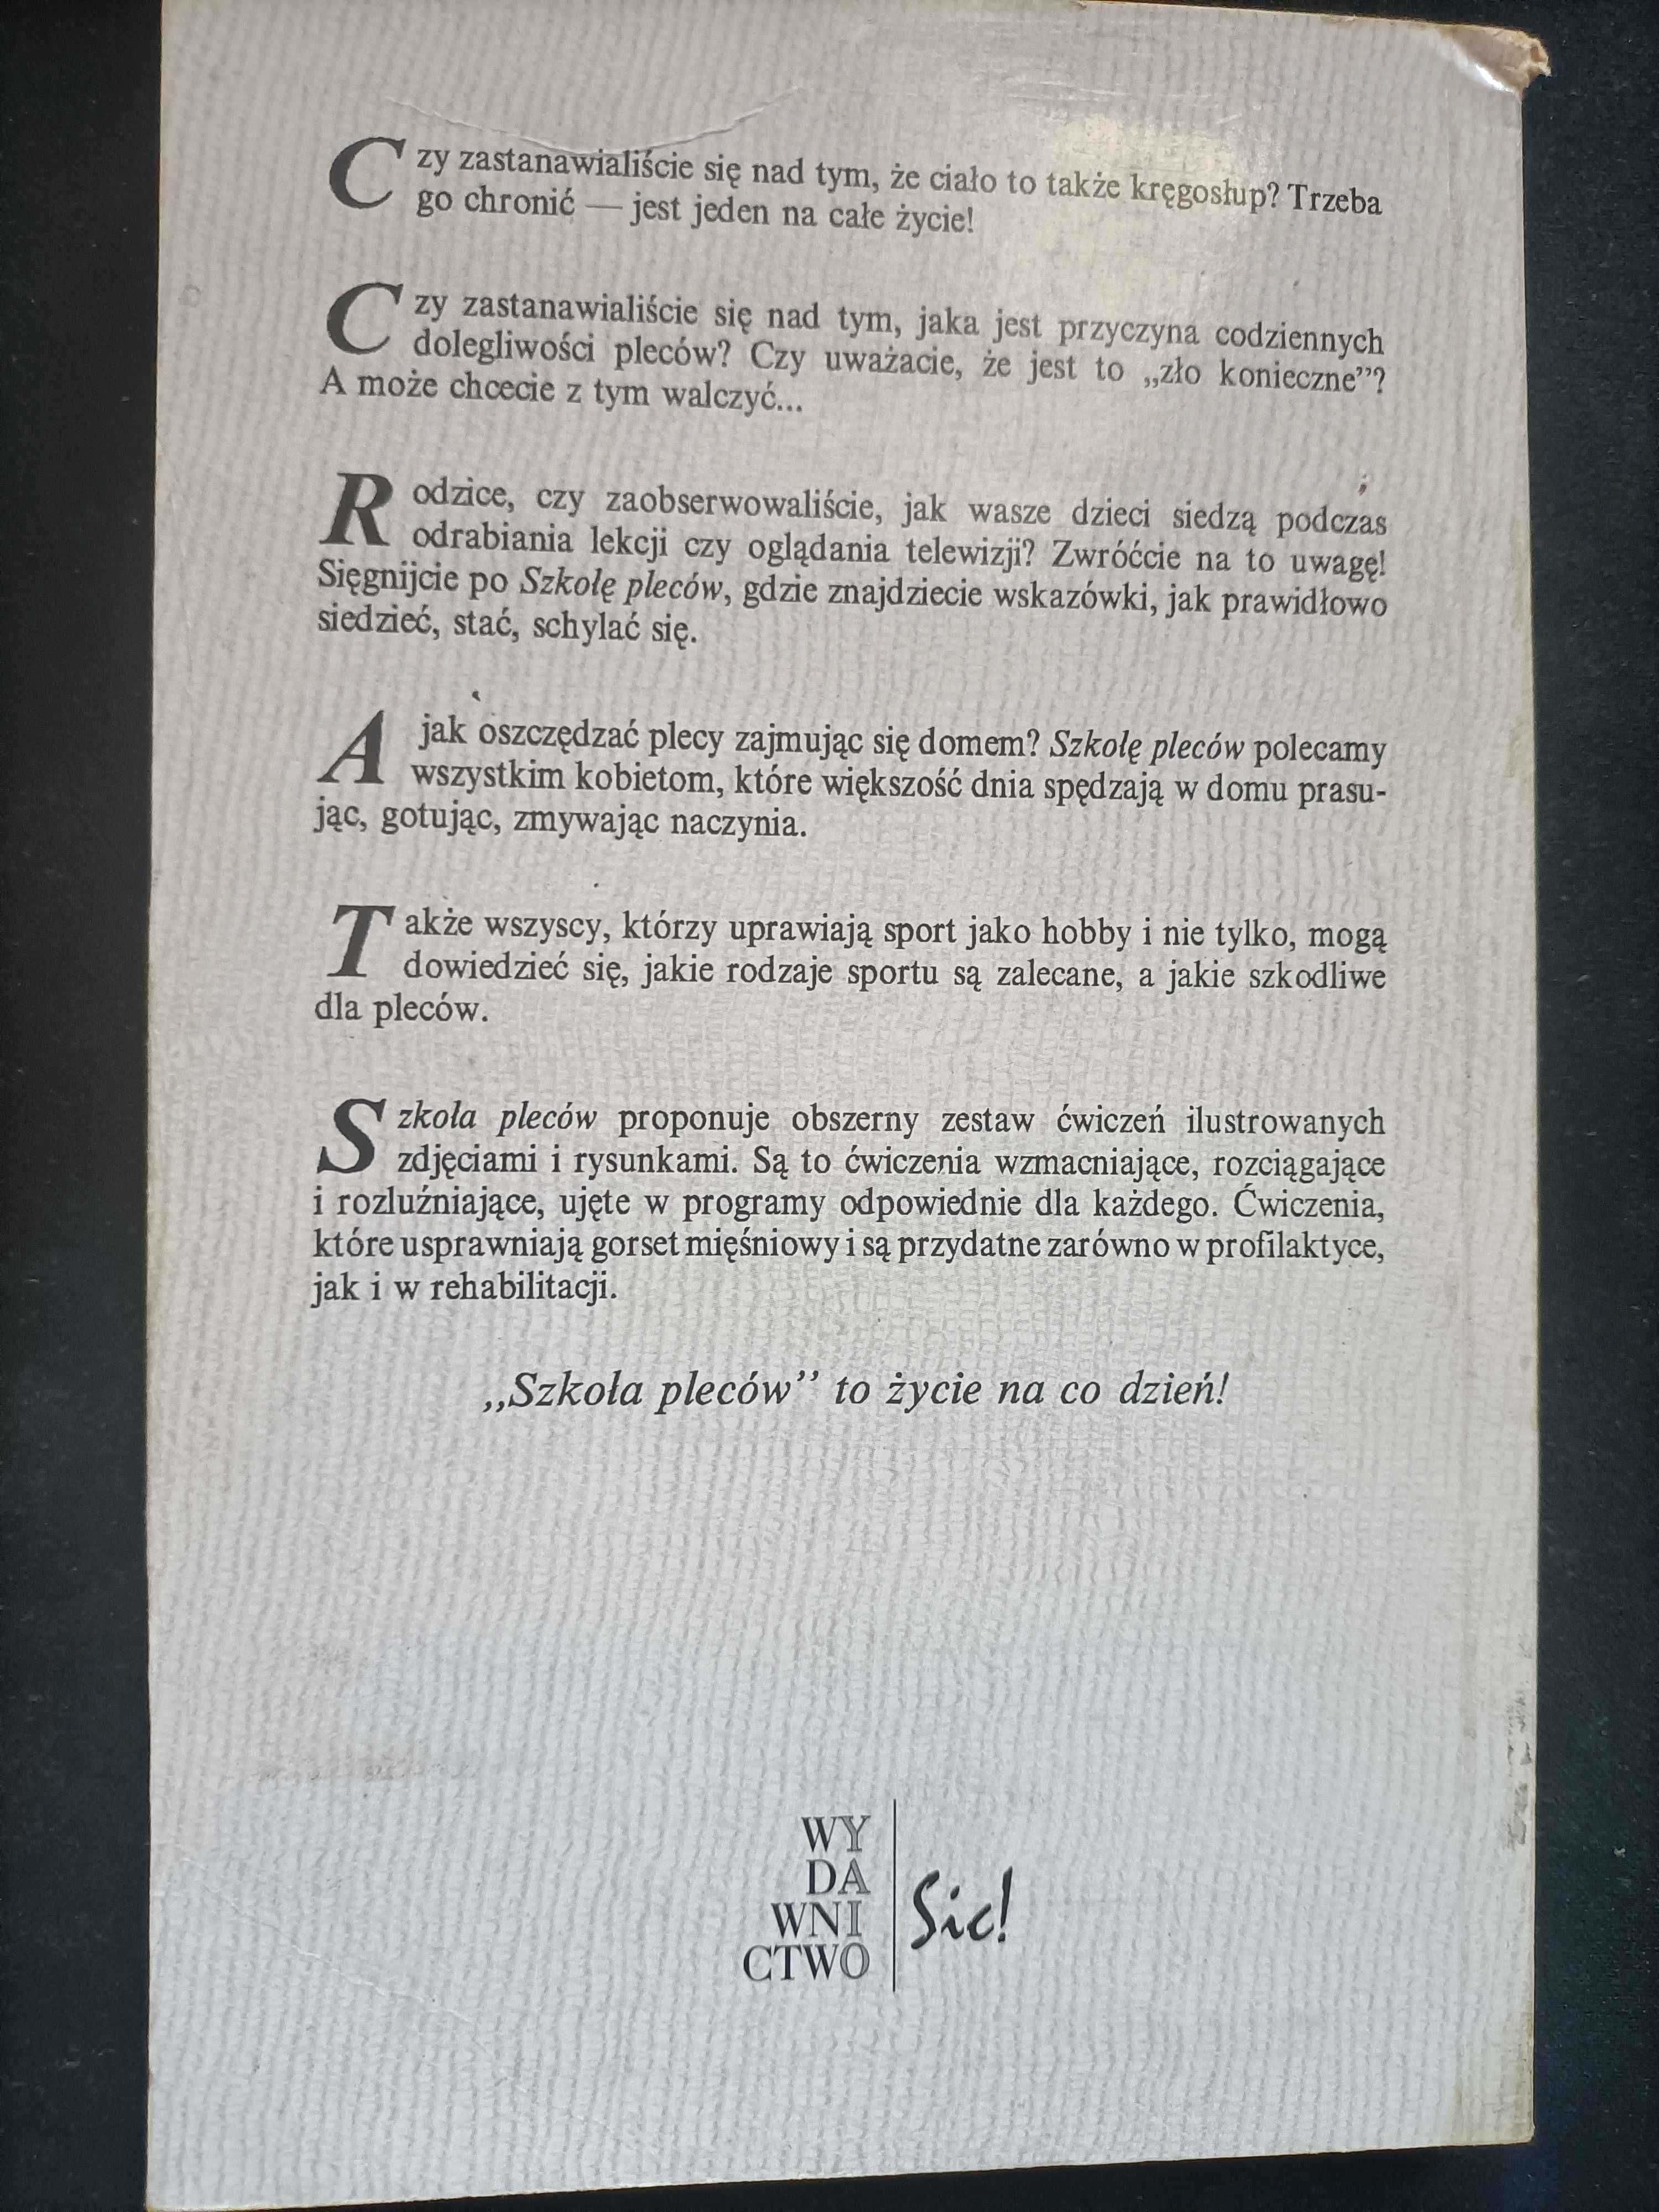 Czy zastanawialiście się nad tym, że ciało to także kręgosłup? Trzeba
go chronić — jest jeden na całe życie!
Czy zastanawialiście się nad tym, jaka jest przyczyna codziennych
dolegliwości pleców? Czy uważacie, że jest to „zło konieczne”?
A może chcecie z tym walczyć...
Rodzice, czy zaobserwowaliście, jak wasze dzieci siedzą podczas
odrabiania lekcji czy oglądania telewizji? Zwróćcie na to uwagę!
Sięgnijcie po Szkołę pleców, gdzie znajdziecie wskazówki, jak prawidłowo
siedzieć, stać, schylać się.
A jak oszczędzać plecy zajmując się domem? Szkołę pleców polecamy
wszystkim kobietom, które większość dnia spędzają w domu prasu-
jąc, gotując, zmywając naczynia.
Także wszyscy, którzy uprawiają sport jako hobby i nie tylko, mogą
dowiedzieć się, jakie rodzaje sportu są zalecane, a jakie szkodliwe
dla pleców.
Szkoła pleców proponuje obszerny zestaw ćwiczeń ilustrowanych
zdjęciami i rysunkami. Są to ćwiczenia wzmacniające, rozciągające
i rozluźniające, ujęte w programy odpowiednie dla każdego. Ćwiczenia,
które usprawniają gorset mięśniowy i są przydatne zarówno w profilaktyce,
jak i w rehabilitacji.
„Szkoła pleców” to życie na co dzień!
WY
DA
WNI
CTWO
Sic!